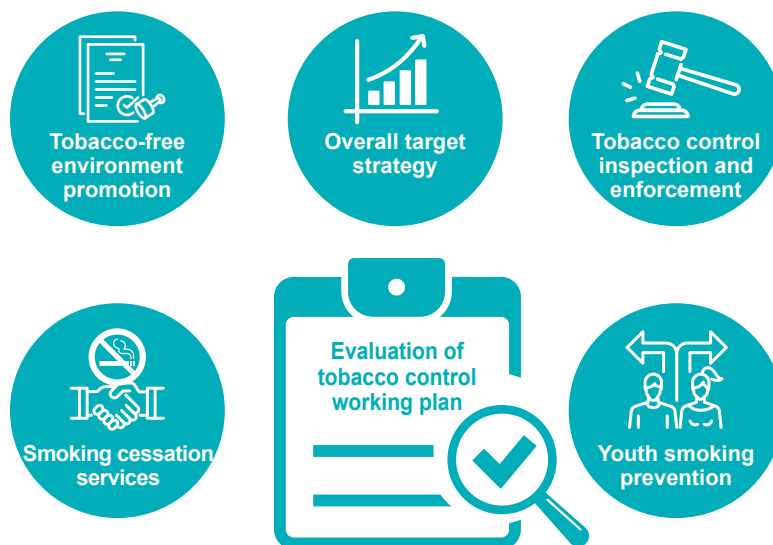 Tobacco-free
environment
promotion
Overall target
strategy
Tobacco control
inspection and
enforcement
Smoking cessation
services
Evaluation of
tobacco control
working plan
Youth smoking
prevention